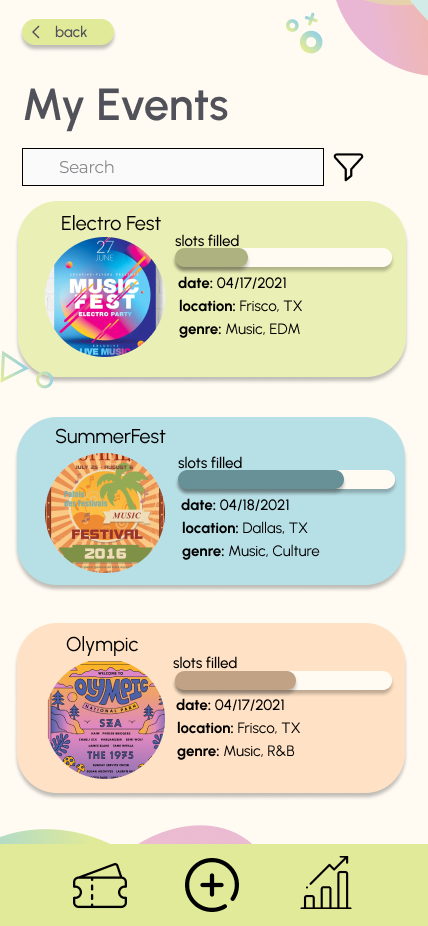 back
My Events
Search
Electro Fest
slots filled
27
JUNE
MUSIC
FEST
ELECTRO PARTY
LIVE MUSIC
date: 04/17/2021
location: Frisco, TX
genre: Music, EDM
SummerFest
slots filled
JULY 25 - AUGUST 6
MUSIC
FESTIVAL
2016
date: 04/18/2021
location: Dallas, TX
genre: Music, Culture
Olympic
slots filled
WELCOME TO
OLYMPIC
NATIONAL PARK
SZA
THE 1975
date: 04/17/2021
location: Frisco, TX
genre: Music, R&B